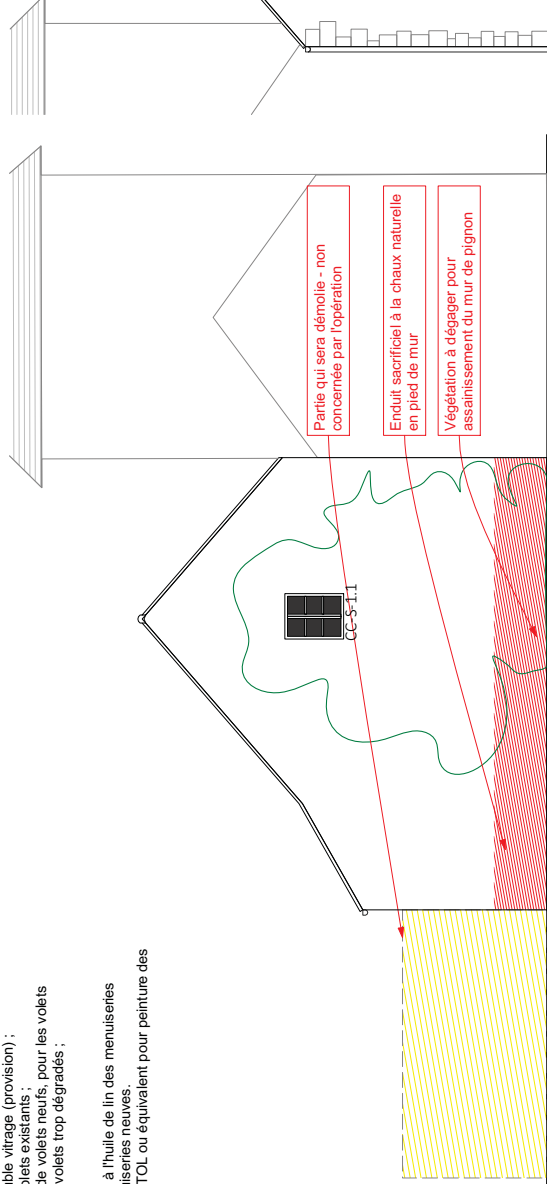 ble vitrage (provision) ;
lets existants ;
de volets neufs, pour les volets
volets trop dégradés ;
à l'huile de lin des menuiseries
iseries neuves.
TOL ou équivalent pour peinture des
CC-S-1.1
Partie qui sera démolie - non
concernée par l'opération
Enduit sacrificiel à la chaux naturelle
en pied de mur
Végétation à dégager pour
assainissement du mur de pignon